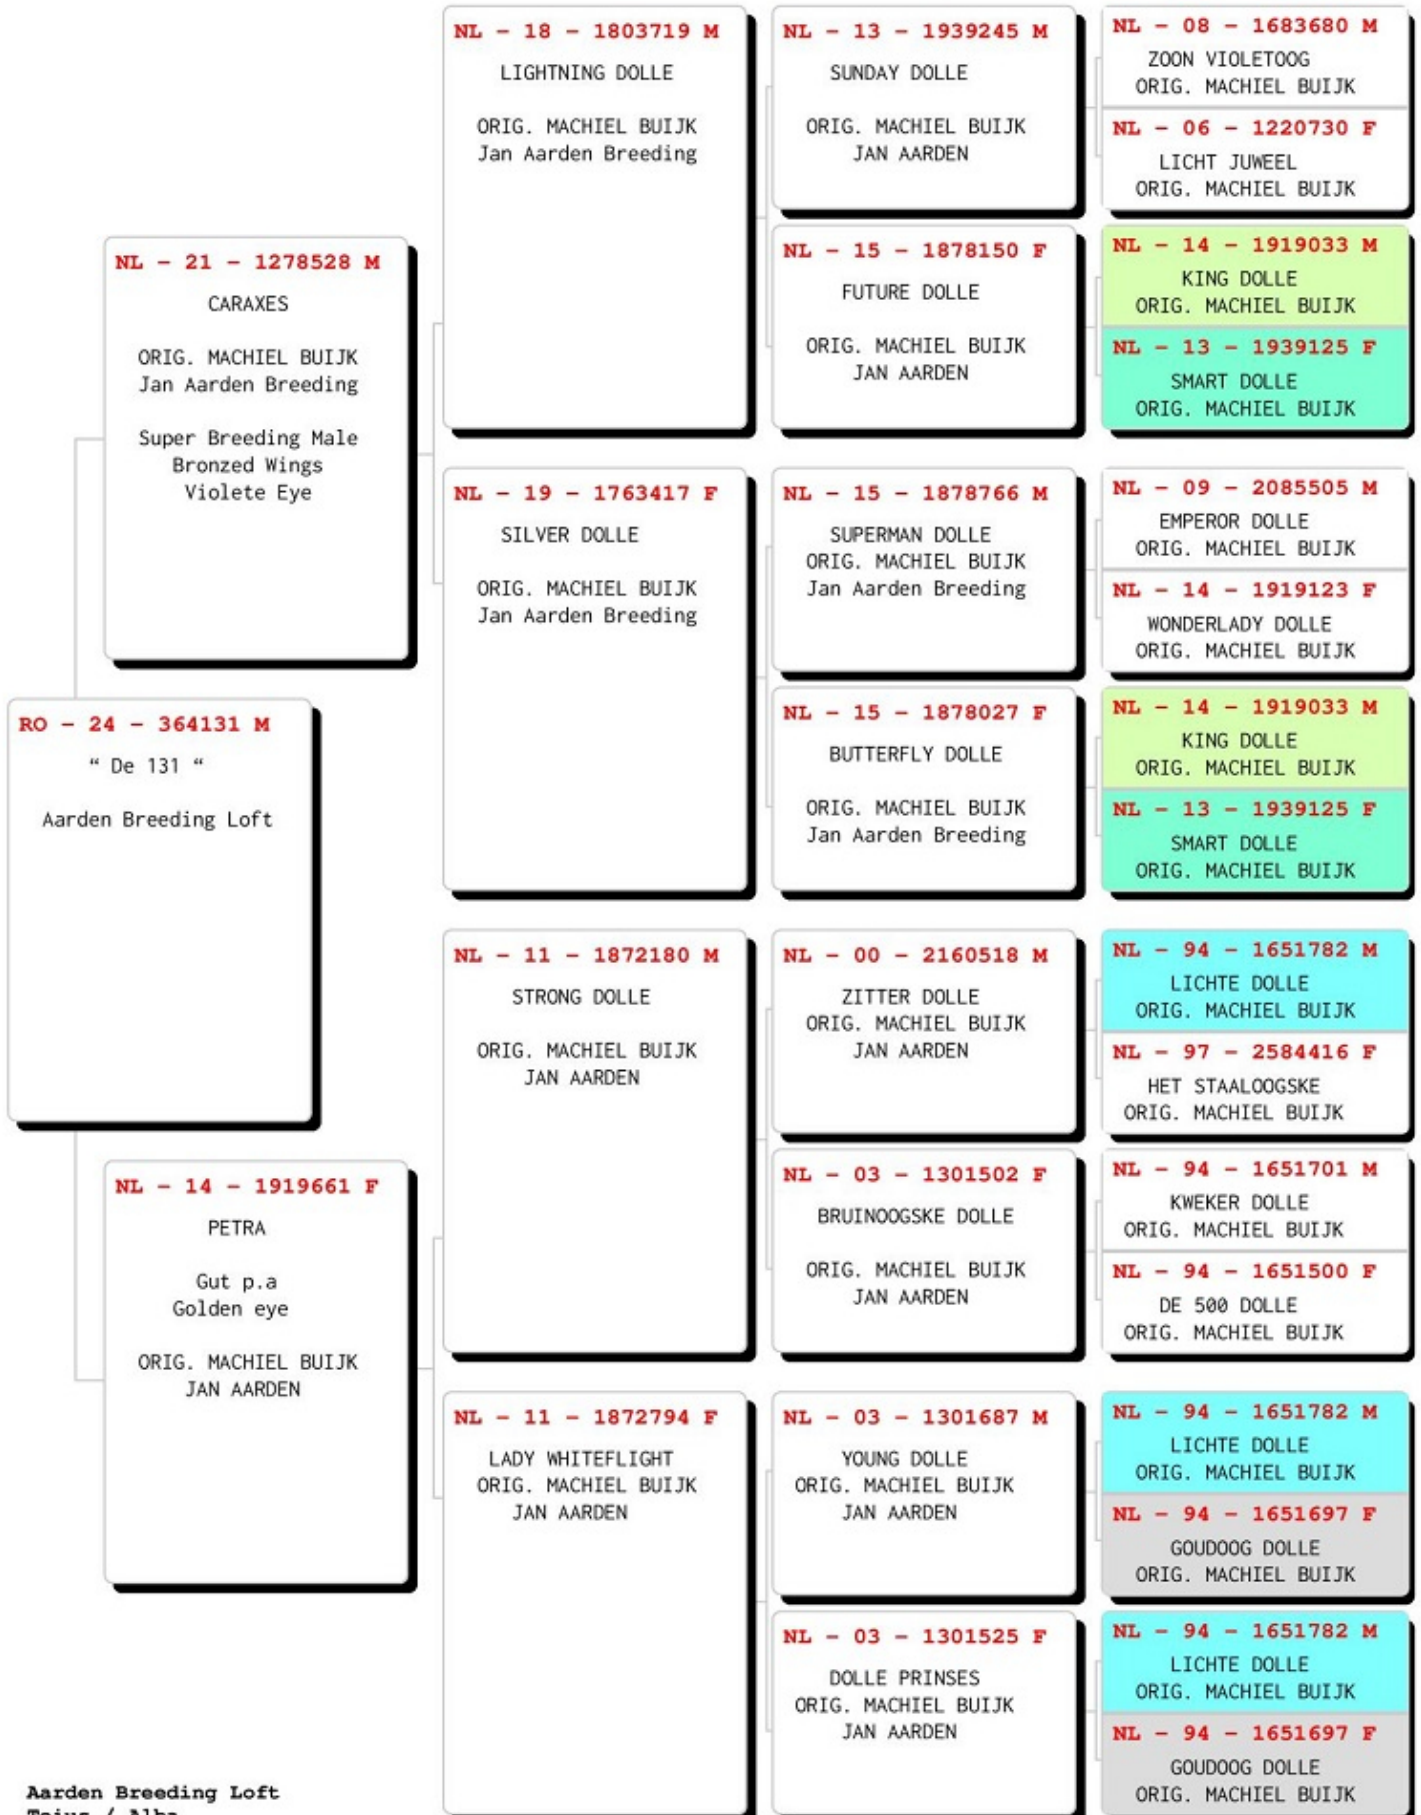 NL - 18 - 1803719 M
LIGHTNING DOLLE
ORIG. MACHIEL BUIJK
Jan Aarden Breeding
NL - 13 - 1939245 M
SUNDAY DOLLE
ORIG. MACHIEL BUIJK
JAN AARDEN
NL - 08 - 1683680 M
ZOON VIOLETOOG
ORIG. MACHIEL BUIJK
NL - 06 - 1220730 F
LICHT JUWEEL
ORIG. MACHIEL BUIJK
NL - 21 - 1278528 M
CARAXES
ORIG. MACHIEL BUIJK
Jan Aarden Breeding
Super Breeding Male
Bronzed Wings
Violete Eye
NL - 15 - 1878150 F
FUTURE DOLLE
ORIG. MACHIEL BUIJK
JAN AARDEN
NL - 14 - 1919033 M
KING DOLLE
ORIG. MACHIEL BUIJK
NL - 13 - 1939125 F
SMART DOLLE
ORIG. MACHIEL BUIJK
NL - 19 - 1763417 F
SILVER DOLLE
ORIG. MACHIEL BUIJK
Jan Aarden Breeding
NL - 15 - 1878766 M
SUPERMAN DOLLE
ORIG. MACHIEL BUIJK
Jan Aarden Breeding
NL - 09 - 2085505 M
EMPEROR DOLLE
ORIG. MACHIEL BUIJK
NL - 14 - 1919123 F
WONDERLADY DOLLE
ORIG. MACHIEL BUIJK
RO - 24 - 364131 M
“ De 131 “
Aarden Breeding Loft
NL - 15 - 1878027 F
BUTTERFLY DOLLE
ORIG. MACHIEL BUIJK
Jan Aarden Breeding
NL - 14 - 1919033 M
KING DOLLE
ORIG. MACHIEL BUIJK
NL - 13 - 1939125 F
SMART DOLLE
ORIG. MACHIEL BUIJK
NL - 11 - 1872180 M
STRONG DOLLE
ORIG. MACHIEL BUIJK
JAN AARDEN
NL - 00 - 2160518 M
ZITTER DOLLE
ORIG. MACHIEL BUIJK
JAN AARDEN
NL - 94 - 1651782 M
LICHTE DOLLE
ORIG. MACHIEL BUIJK
NL - 97 - 2584416 F
HET STAALOOGSKE
ORIG. MACHIEL BUIJK
NL - 14 - 1919661 F
PETRA
Gut p.a
Golden eye
ORIG. MACHIEL BUIJK
JAN AARDEN
NL - 03 - 1301502 F
BRUINOOGSKE DOLLE
ORIG. MACHIEL BUIJK
JAN AARDEN
NL - 94 - 1651701 M
KWEKER DOLLE
ORIG. MACHIEL BUIJK
NL - 94 - 1651500 F
DE 500 DOLLE
ORIG. MACHIEL BUIJK
NL - 11 - 1872794 F
LADY WHITEFLIGHT
ORIG. MACHIEL BUIJK
JAN AARDEN
NL - 03 - 1301687 M
YOUNG DOLLE
ORIG. MACHIEL BUIJK
JAN AARDEN
NL - 94 - 1651782 M
LICHTE DOLLE
ORIG. MACHIEL BUIJK
NL - 94 - 1651697 F
GOUDOOG DOLLE
ORIG. MACHIEL BUIJK
NL - 03 - 1301525 F
DOLLE PRINSES
ORIG. MACHIEL BUIJK
JAN AARDEN
NL - 94 - 1651782 M
LICHTE DOLLE
ORIG. MACHIEL BUIJK
NL - 94 - 1651697 F
GOUDOOG DOLLE
ORIG. MACHIEL BUIJK
Aarden Breeding Loft